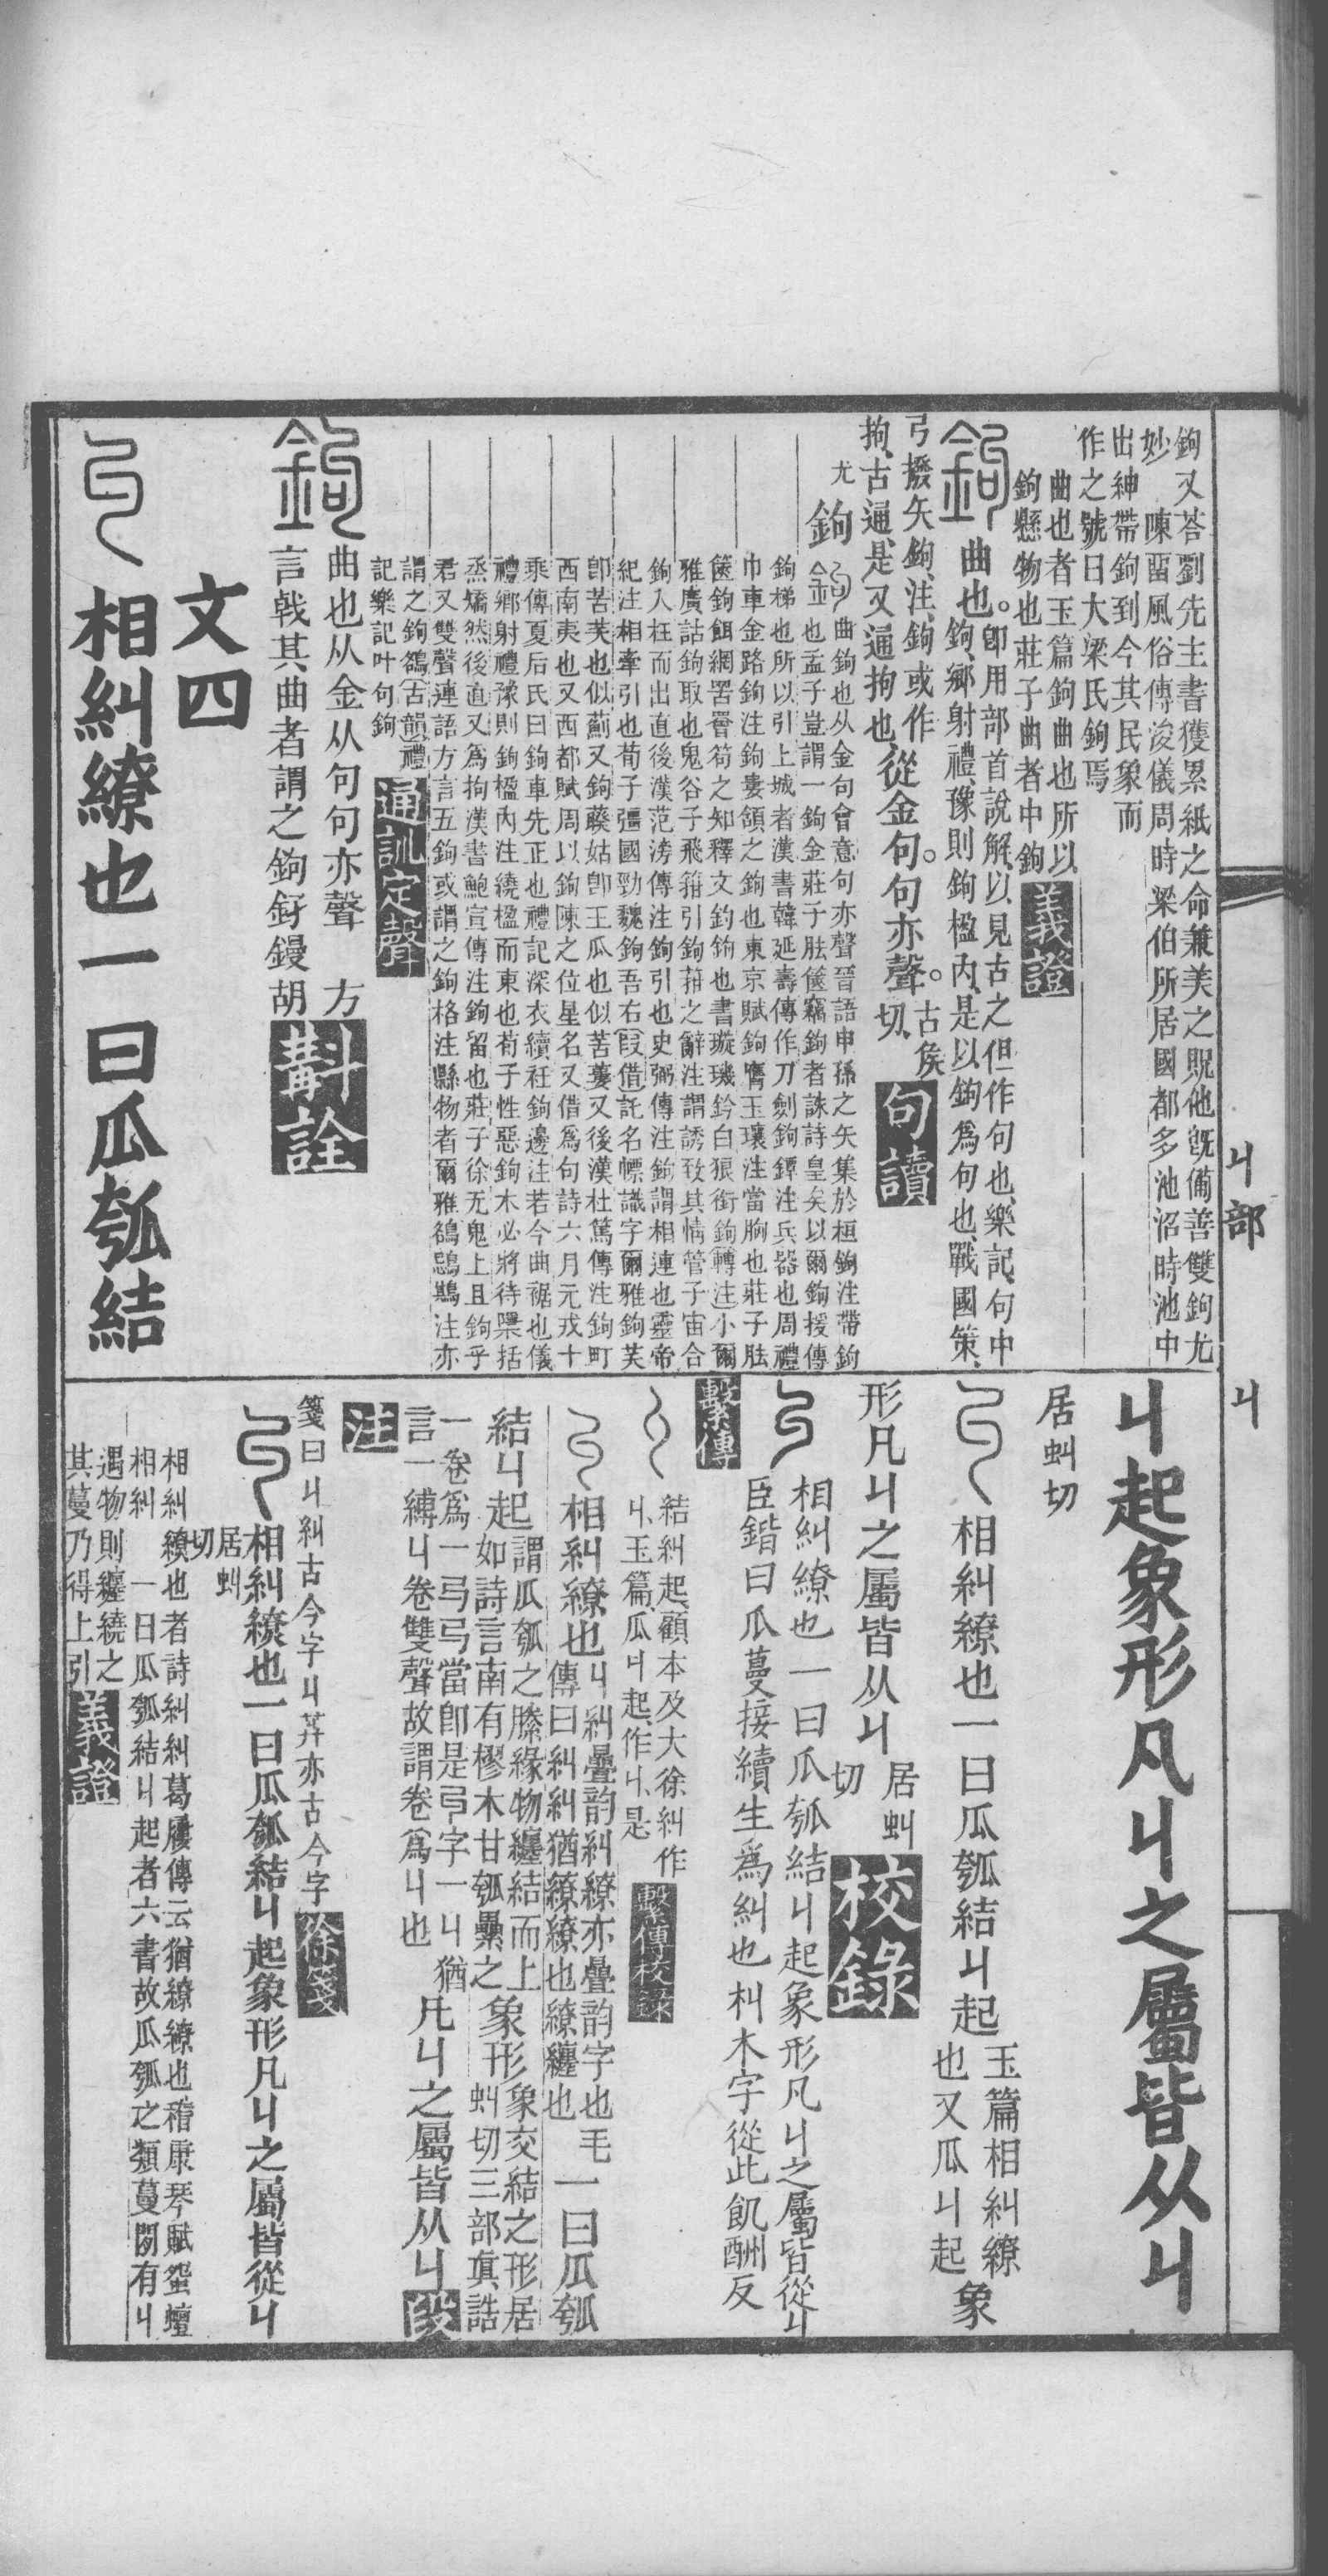 鉤又荅劉先主書獲累紙之命兼美之貺他旣備善雙鉤尤
妙　陳畱風俗傳浚儀周時梁伯所居國都多池沼時池中
出紳帶鉤到今其民象而
作之號曰大梁氏鉤焉
曲也者玉篇鉤曲也所以
鉤懸物也莊子曲者中鉤
義證
鉤 曲也。卽用部首說解、以見古之但作句也、樂記、句中
鉤、鄉射禮、豫則鉤楹內、是以鉤爲句也、戰國策、
弓撥矢鉤、注、鉤或作
拘、古通、是又通拘也、從金句。句亦聲。古矦切、
句讀
鉤 尤
曲鉤也从金句會意句亦聲晉語申孫之矢集於桓鉤注帶鉤
也孟子豈謂一鉤金莊子胠篋竊鉤者誅詩皇矣以爾鉤援傳
鉤梯也所以引上城者漢書韓延壽傳作刀劍鉤鐔注兵器也周禮
巾車金路鉤注鉤婁頷之鉤也東京賦鉤膺玉瓖注當胸也莊子胠
篋鉤餌網罟罾笱之知釋文釣鉤也書璇璣鈐白狼銜鉤轉注小爾
雅廣詁鉤取也鬼谷子飛箝引鉤箝之辭注謂誘致其情管子宙合
鉤入枉而出直後漢范滂傳注鉤引也史弼傳注鉤謂相連也靈帝
紀注相牽引也荀子彊國勁魏鉤吾右叚借託名幖識字爾雅鉤芺
卽苦芺也似薊又鉤藈姑卽王瓜也似苦蔞又後漢杜篤傳注鉤町
西南夷也又西都賦周以鉤陳之位星名又借爲句詩六月元戎十
乘傳夏后氏曰鉤車先正也禮記深衣續衽鉤邊注若今曲裾也儀
禮鄉射禮豫則鉤楹內注繞楹而東也荀子性惡鉤木必將待檃括
烝矯然後直又爲拘漢書鮑宣傳注鉤留也莊子徐无鬼上且鉤乎
君又雙聲連語方言五鉤或謂之鉤格注縣物者爾雅鵅鵋䳢注亦
謂之鉤鵅古韻禮
記樂記叶句鉤
通訓定聲
鉤 曲也从金从句句亦聲　方
言戟其曲者謂之鉤釨鏝胡
斠詮
文四
丩 相糾繚也一曰瓜瓠結
丩起象形凡丩之屬皆从丩
居虯切
丩 相糾繚也一曰瓜瓠結丩起 玉篇相糾繚
也又瓜丩起 象
形凡丩之屬皆从丩 居虯
切
校錄
丩 相糾繚也一曰瓜瓠結丩起象形凡丩之屬皆從丩
臣鍇曰瓜蔓接續生爲糾也朻木字從此飢酬反
繫傳
結糾起、顧本及大徐糾作
丩、玉篇、瓜丩起、作丩、是
繫傳校錄
丩 相糾繚也 丩糾疊韵糾繚亦疊韵字也毛
傳曰糾糾猶繚繚也繚纏也 一曰瓜瓠
結丩起 謂瓜瓠之縢緣物纏結而上
如詩言南有樛木甘瓠纍之 象形 象交結之形居
虯切三部眞誥
一卷爲一弓弓當卽是㢧字一丩猶
言一縛丩卷雙聲故謂卷爲丩也 凡丩之屬皆从丩
段注
箋曰丩糾古今字丩茻亦古今字
徐箋
丩 相糾繚也一曰瓜瓠結丩起象形凡丩之屬皆從丩
居虯
切
相糾繚也者詩糾糾葛屨傳云猶繚繚也嵇康琴賦蛩蟺
相糾　一曰瓜瓠結丩起者六書故瓜瓠之類蔓閒有丩
遇物則纏繞之
其蔓乃得上引
義證
丩部　丩